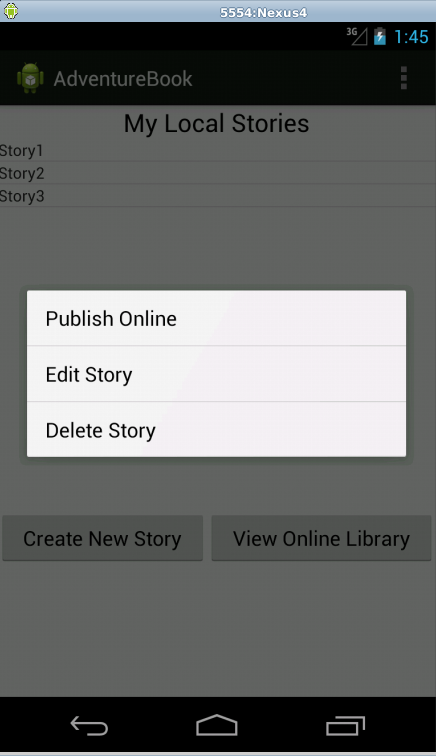 5554:Nexus4
3G 1:45
AdventureBook
My Local Stories
Story1
Story2
Story3
Publish Online
Edit Story
Delete Story
Create New Story View Online Library